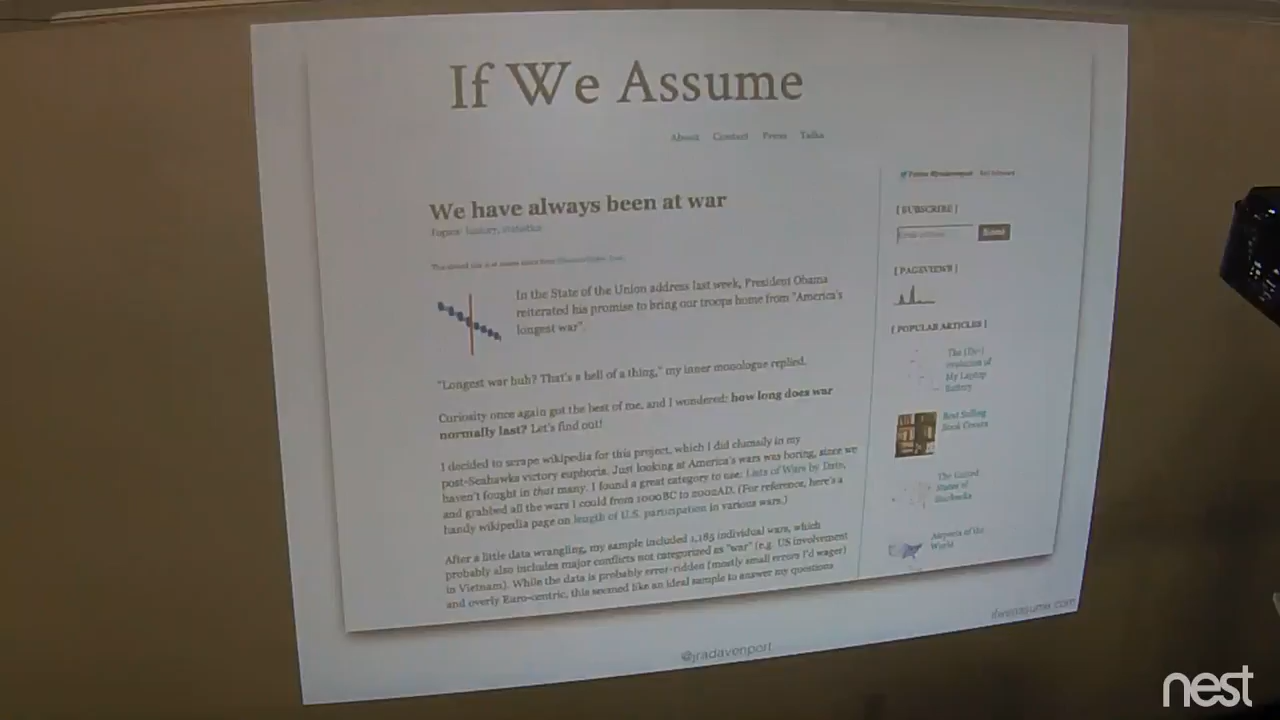 If We Assume
About Contact Press Talks
We have always been at war
Topics: history, statistics
In the State of the Union address last week, President Obama
reiterated his promise to bring our troops home from "America's
longest war".
"Longest war huh? That's a hell of a thing," my inner monologue replied.
Curiosity once again got the best of me, and I wondered: how long does war
normally last? Let's find out!
I decided to scrape wikipedia for this project, which I did clumsily in my
post-Seahawks victory euphoria. Just looking at America's wars was boring, since we
haven't fought in that many. I found a great category to use: Lists of Wars by Date,
and grabbed all the wars I could from 1000BC to 2002AD. (For reference, here's a
handy wikipedia page on length of U.S. participation in various wars.)
After a little data wrangling, my sample included 1,185 individual wars, which
probably also includes major conflicts not categorized as "war" (e.g. US involvement
in Vietnam). While the data is probably error-ridden (mostly small errors I'd wager)
and overly Euro-centric, this seemed like an ideal sample to answer my questions
[ SUBSCRIBE ]
[ PAGEVIEWS ]
[ POPULAR ARTICLES ]
The (De-)
evolution of
My Laptop
Battery
Best Selling
Book Covers
The United
States of
Starbucks
Airports of the
World
@jradavenport
ifweassume.com
nest